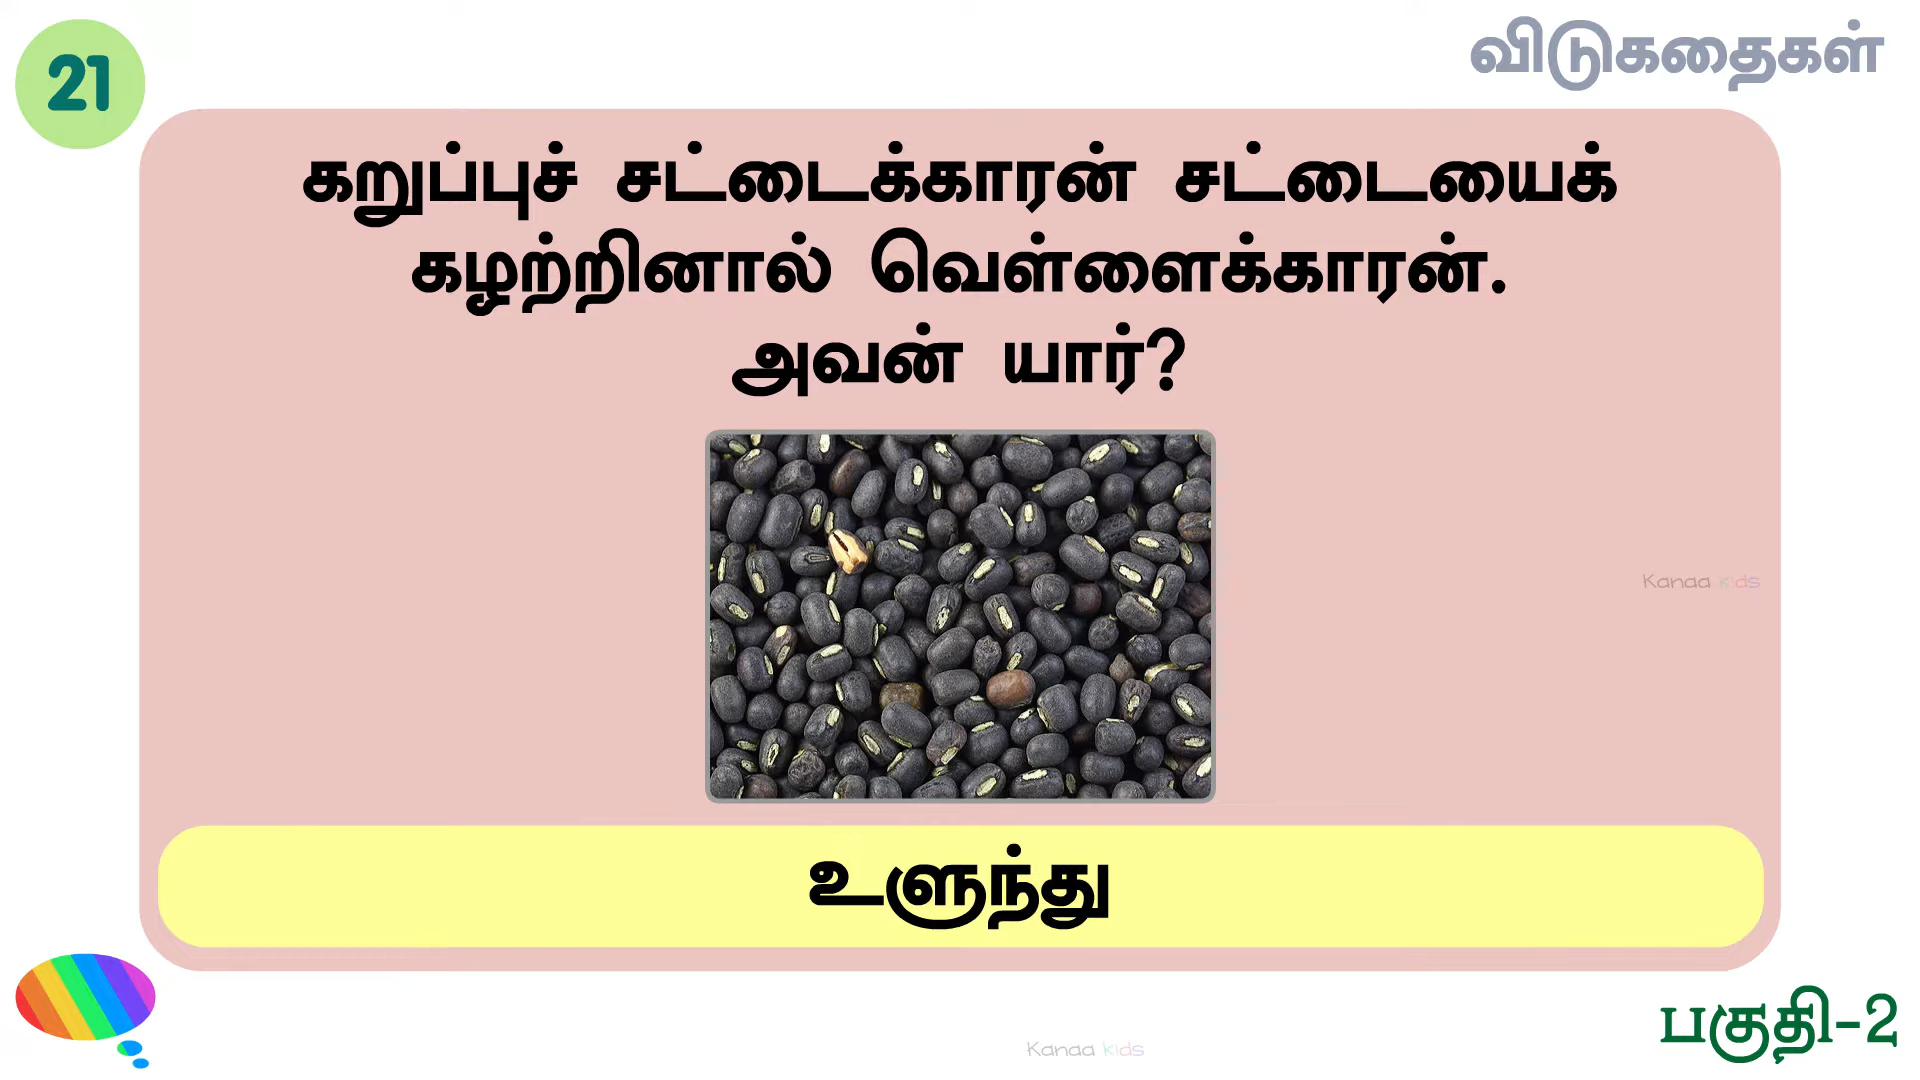 21
விடுகதைகள்
கறுப்புச் சட்டைக்காரன் சட்டையைக்
கழற்றினால் வெள்ளைக்காரன்.
அவன் யார்?
Kanaa kids
உளுந்து
பகுதி-2
Kanaa kids